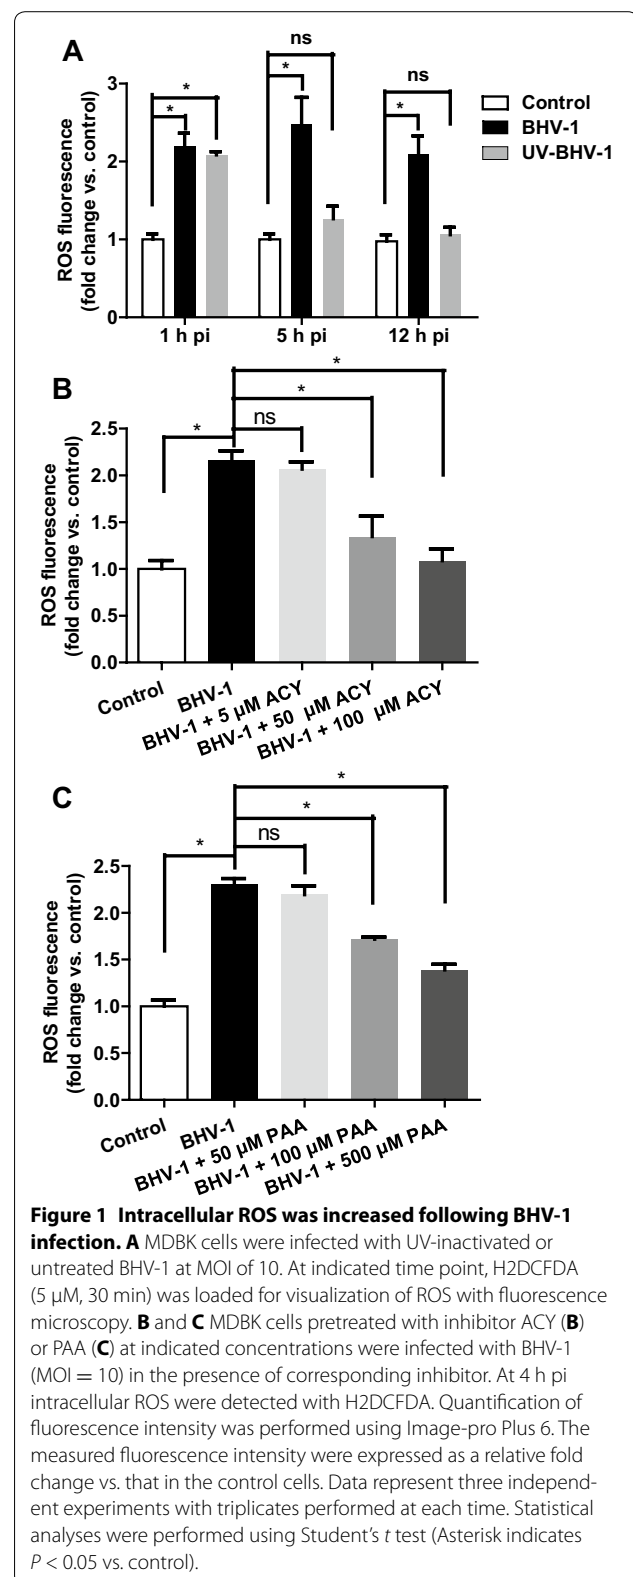 A
ns
ns
*
*
*
*
ROS fluorescence
(fold change vs. control)
3
2
1
0
Control
BHV-1
UV-BHV-1
1 h pi
5 h pi
12 h pi
B
*
*
*
ns
ROS fluorescence
(fold change vs. control)
2.5
2.0
1.5
1.0
0.5
0.0
Control
BHV-1
BHV-1 + 5 µM ACY
BHV-1 + 50 µM ACY
BHV-1 + 100 µM ACY
C
*
*
*
ns
ROS fluorescence
(fold change vs. control)
2.5
2.0
1.5
1.0
0.5
0.0
Control
BHV-1
BHV-1 + 50 µM PAA
BHV-1 + 100 µM PAA
BHV-1 + 500 µM PAA
Figure 1 Intracellular ROS was increased following BHV-1
infection. A MDBK cells were infected with UV-inactivated or
untreated BHV-1 at MOI of 10. At indicated time point, H2DCFDA
(5 µM, 30 min) was loaded for visualization of ROS with fluorescence
microscopy. B and C MDBK cells pretreated with inhibitor ACY (B)
or PAA (C) at indicated concentrations were infected with BHV-1
(MOI = 10) in the presence of corresponding inhibitor. At 4 h pi
intracellular ROS were detected with H2DCFDA. Quantification of
fluorescence intensity was performed using Image-pro Plus 6. The
measured fluorescence intensity were expressed as a relative fold
change vs. that in the control cells. Data represent three independ-
ent experiments with triplicates performed at each time. Statistical
analyses were performed using Student's t test (Asterisk indicates
P < 0.05 vs. control).